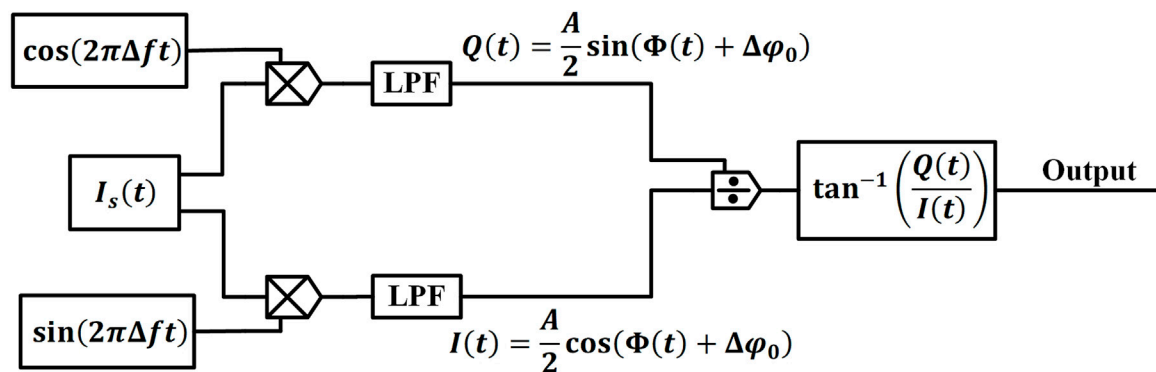 cos(2πΔft)
Q(t) = A/2 sin(Φ(t) + Δφ₀)
LPF
I_s(t)
÷
tan⁻¹(Q(t)/I(t))
Output
LPF
sin(2πΔft)
I(t) = A/2 cos(Φ(t) + Δφ₀)